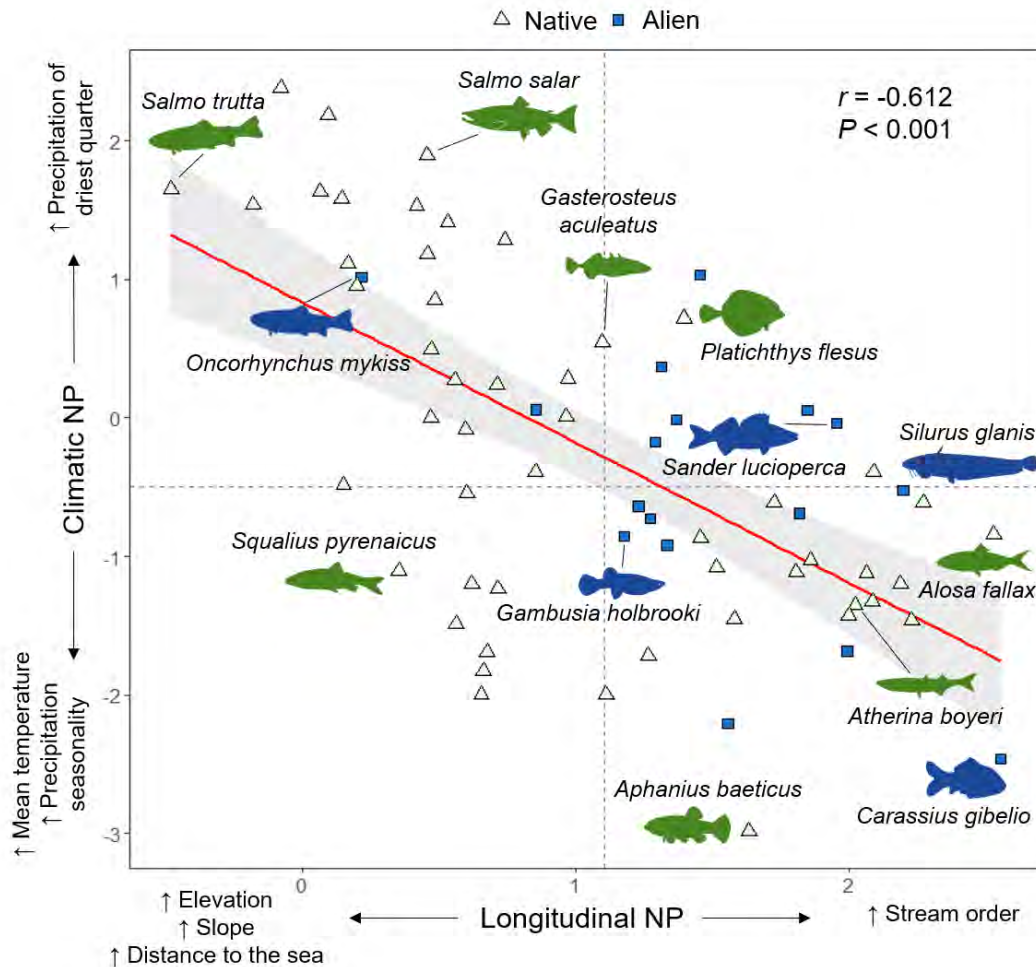 Native Alien
Salmo trutta
Salmo salar
r = -0.612
P < 0.001
Gasterosteus
aculeatus
Platichthys flesus
Oncorhynchus mykiss
Sander lucioperca
Silurus glanis
Squalius pyrenaicus
Gambusia holbrooki
Alosa fallax
Atherina boyeri
Aphanius baeticus
Carassius gibelio
↑ Precipitation of
driest quarter
Climatic NP
↑ Mean temperature
↑ Precipitation
seasonality
2
1
0
-1
-2
-3
0 1 2
↑ Elevation
↑ Slope
↑ Distance to the sea
Longitudinal NP
↑ Stream order